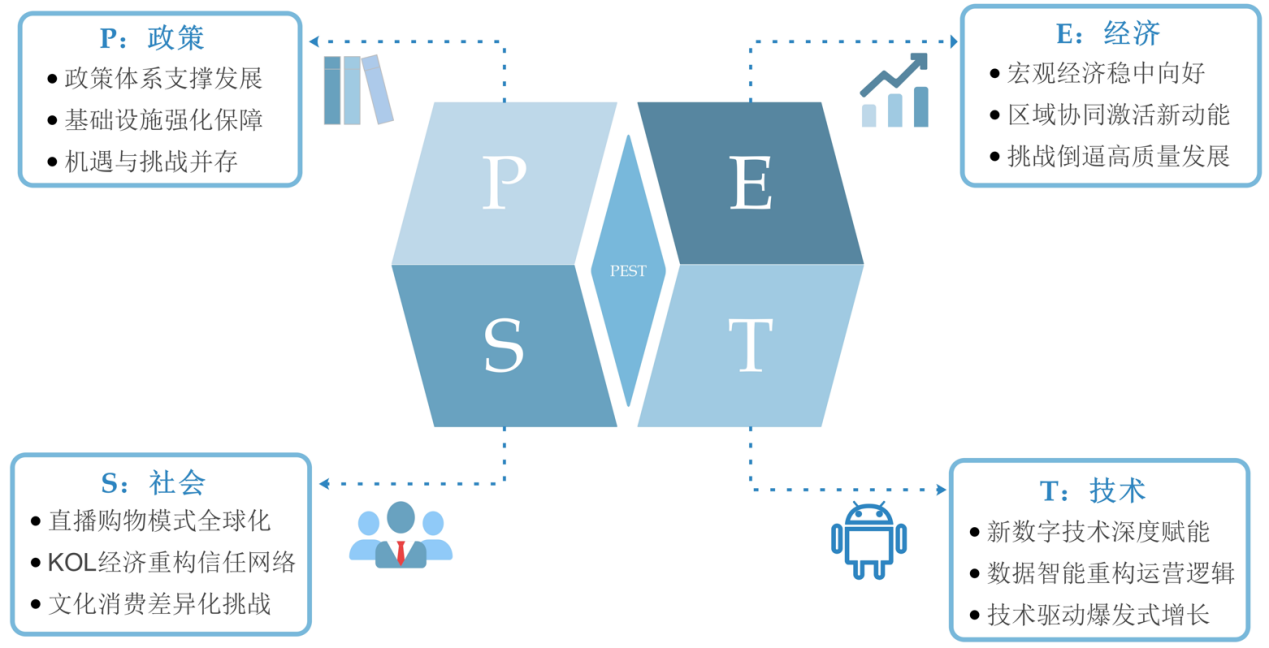 P：政策
● 政策体系支撑发展
● 基础设施强化保障
● 机遇与挑战并存
E：经济
● 宏观经济稳中向好
● 区域协同激活新动能
● 挑战倒逼高质量发展
P
E
PEST
S
T
S：社会
● 直播购物模式全球化
● KOL经济重构信任网络
● 文化消费差异化挑战
T：技术
● 新数字技术深度赋能
● 数据智能重构运营逻辑
● 技术驱动爆发式增长